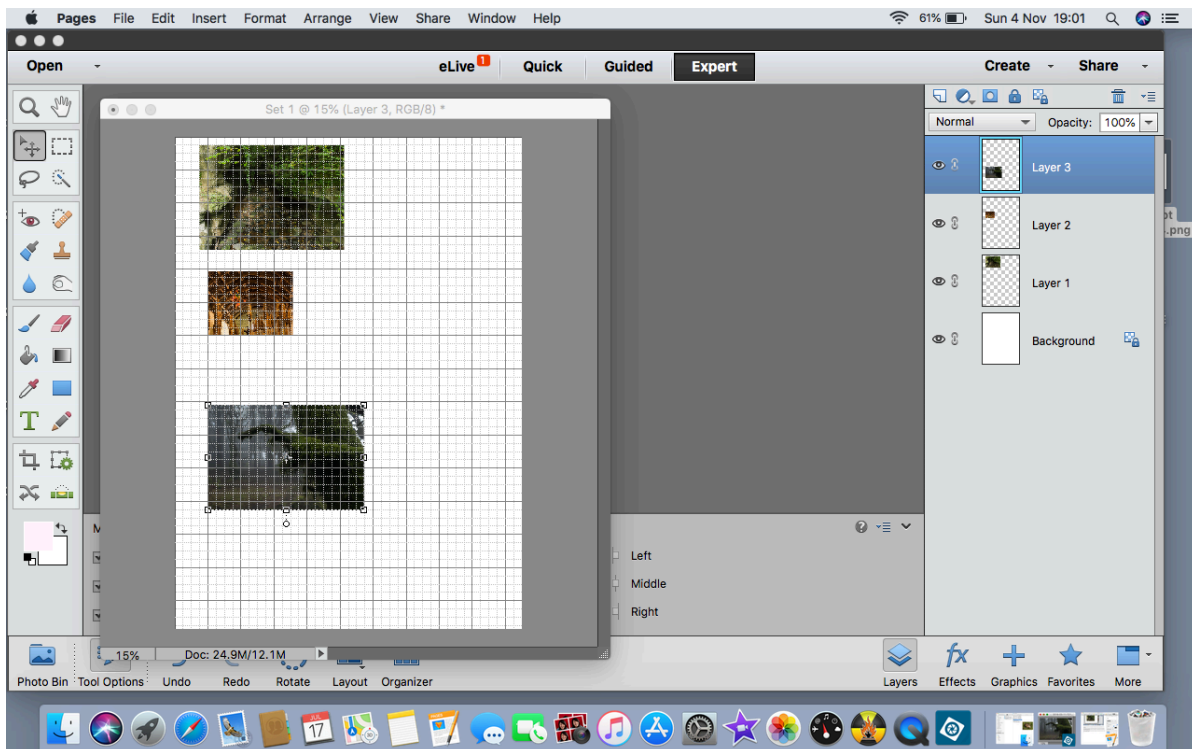 Pages File Edit Insert Format Arrange View Share Window Help 61% Sun 4 Nov 19:01
Open eLive 1 Quick Guided Expert Create Share
Set 1 @ 15% (Layer 3, RGB/8) *
Normal Opacity: 100%
Layer 3
Layer 2
Layer 1
Background
.png
M
Left
Middle
Right
15% Doc: 24.9M/12.1M
Photo Bin Tool Options Undo Redo Rotate Layout Organizer Layers Effects Graphics Favorites More
fx
JUL
17